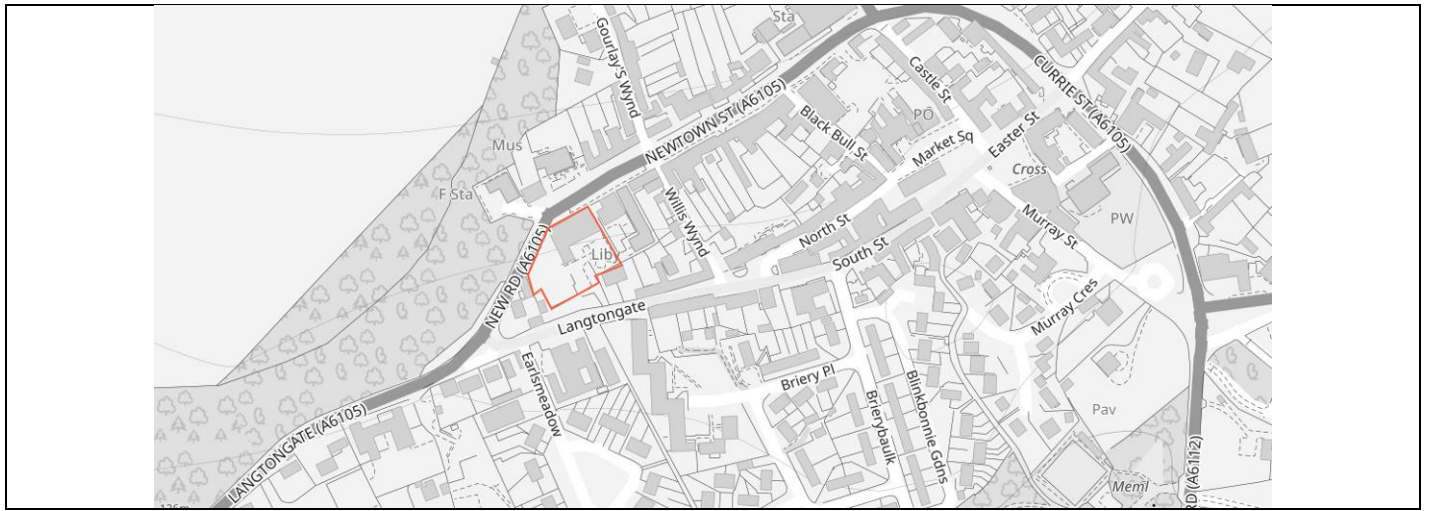 Sta
Gourlay'S Wynd
CURRIE ST (A6105)
Castle St
NEWTOWN ST (A6105)
PO
Black Bull St
Market Sq
Easter St
Mus
Cross
F Sta
Willis Wynd
Murray St
PW
North St
South St
NEW RD (A6105)
Liby
Langtongate
Murray Cres
Earlsmeadow
Briery Pl
Brierybaulk
Blinkbonnie Gdns
Pav
LANGTONGATE (A6105)
RD (A6112)
Meml